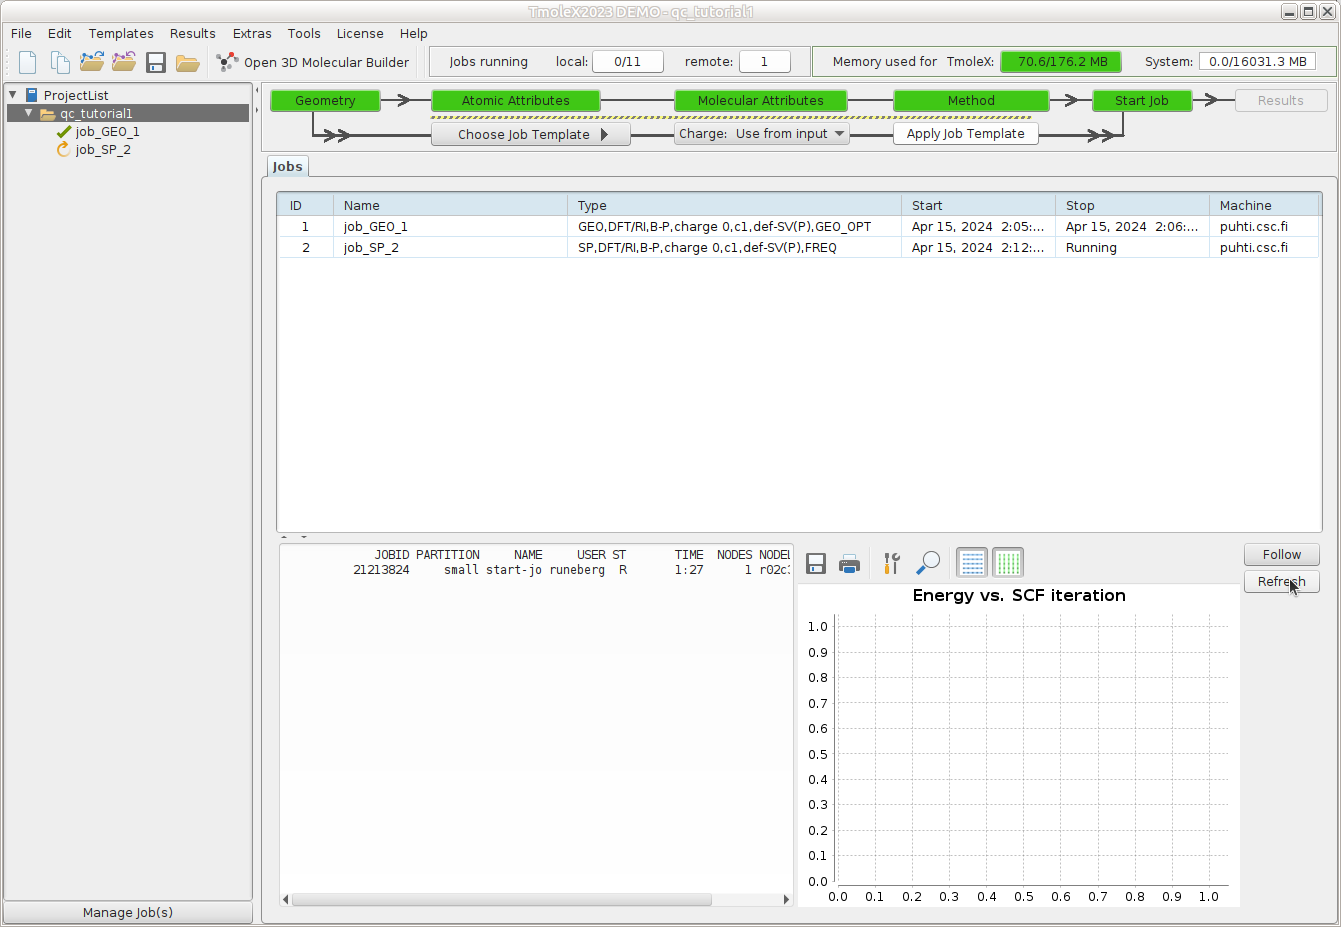 TmoleX2023 DEMO - qc_tutorial1
File Edit Templates Results Extras Tools License Help
Open 3D Molecular Builder Jobs running local: 0/11 remote: 1 Memory used for TmoleX: 70.6/176.2 MB System: 0.0/16031.3 MB
ProjectList
qc_tutorial1
job_GEO_1
job_SP_2
Manage Job(s)
Geometry Atomic Attributes Molecular Attributes Method Start Job Results
Choose Job Template Charge: Use from input Apply Job Template
Jobs
ID Name Type Start Stop Machine
1 job_GEO_1 GEO,DFT/RI,B-P,charge 0,c1,def-SV(P),GEO_OPT Apr 15, 2024 2:05:... Apr 15, 2024 2:06:... puhti.csc.fi
2 job_SP_2 SP,DFT/RI,B-P,charge 0,c1,def-SV(P),FREQ Apr 15, 2024 2:12:... Running puhti.csc.fi
JOBID PARTITION NAME USER ST TIME NODES
21213824 small start-jo runeberg R 1:27 1
Follow
Refresh
Energy vs. SCF iteration
1.0
0.9
0.8
0.7
0.6
0.5
0.4
0.3
0.2
0.1
0.0
0.0 0.1 0.2 0.3 0.4 0.5 0.6 0.7 0.8 0.9 1.0